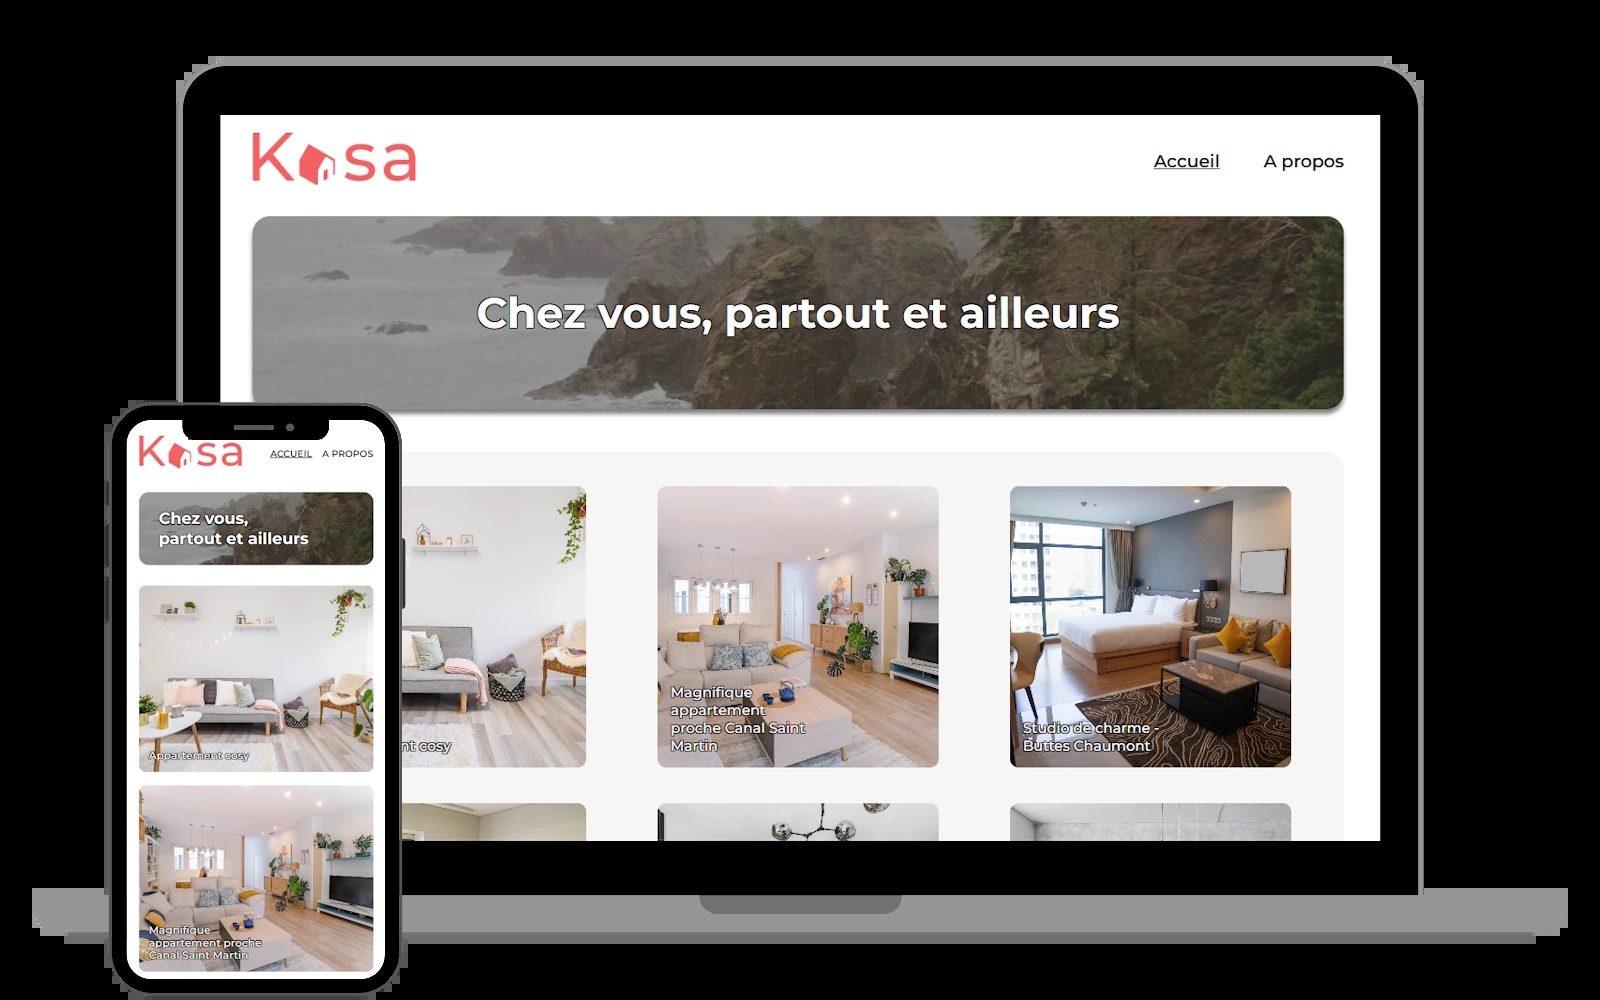 Kasa
Accueil A propos
Chez vous, partout et ailleurs
nt cosy
Magnifique
appartement
proche Canal Saint
Martin
Studio de charme -
Buttes Chaumont
Kasa
ACCUEIL A PROPOS
Chez vous,
partout et ailleurs
Appartement cosy
Magnifique
appartement proche
Canal Saint Martin